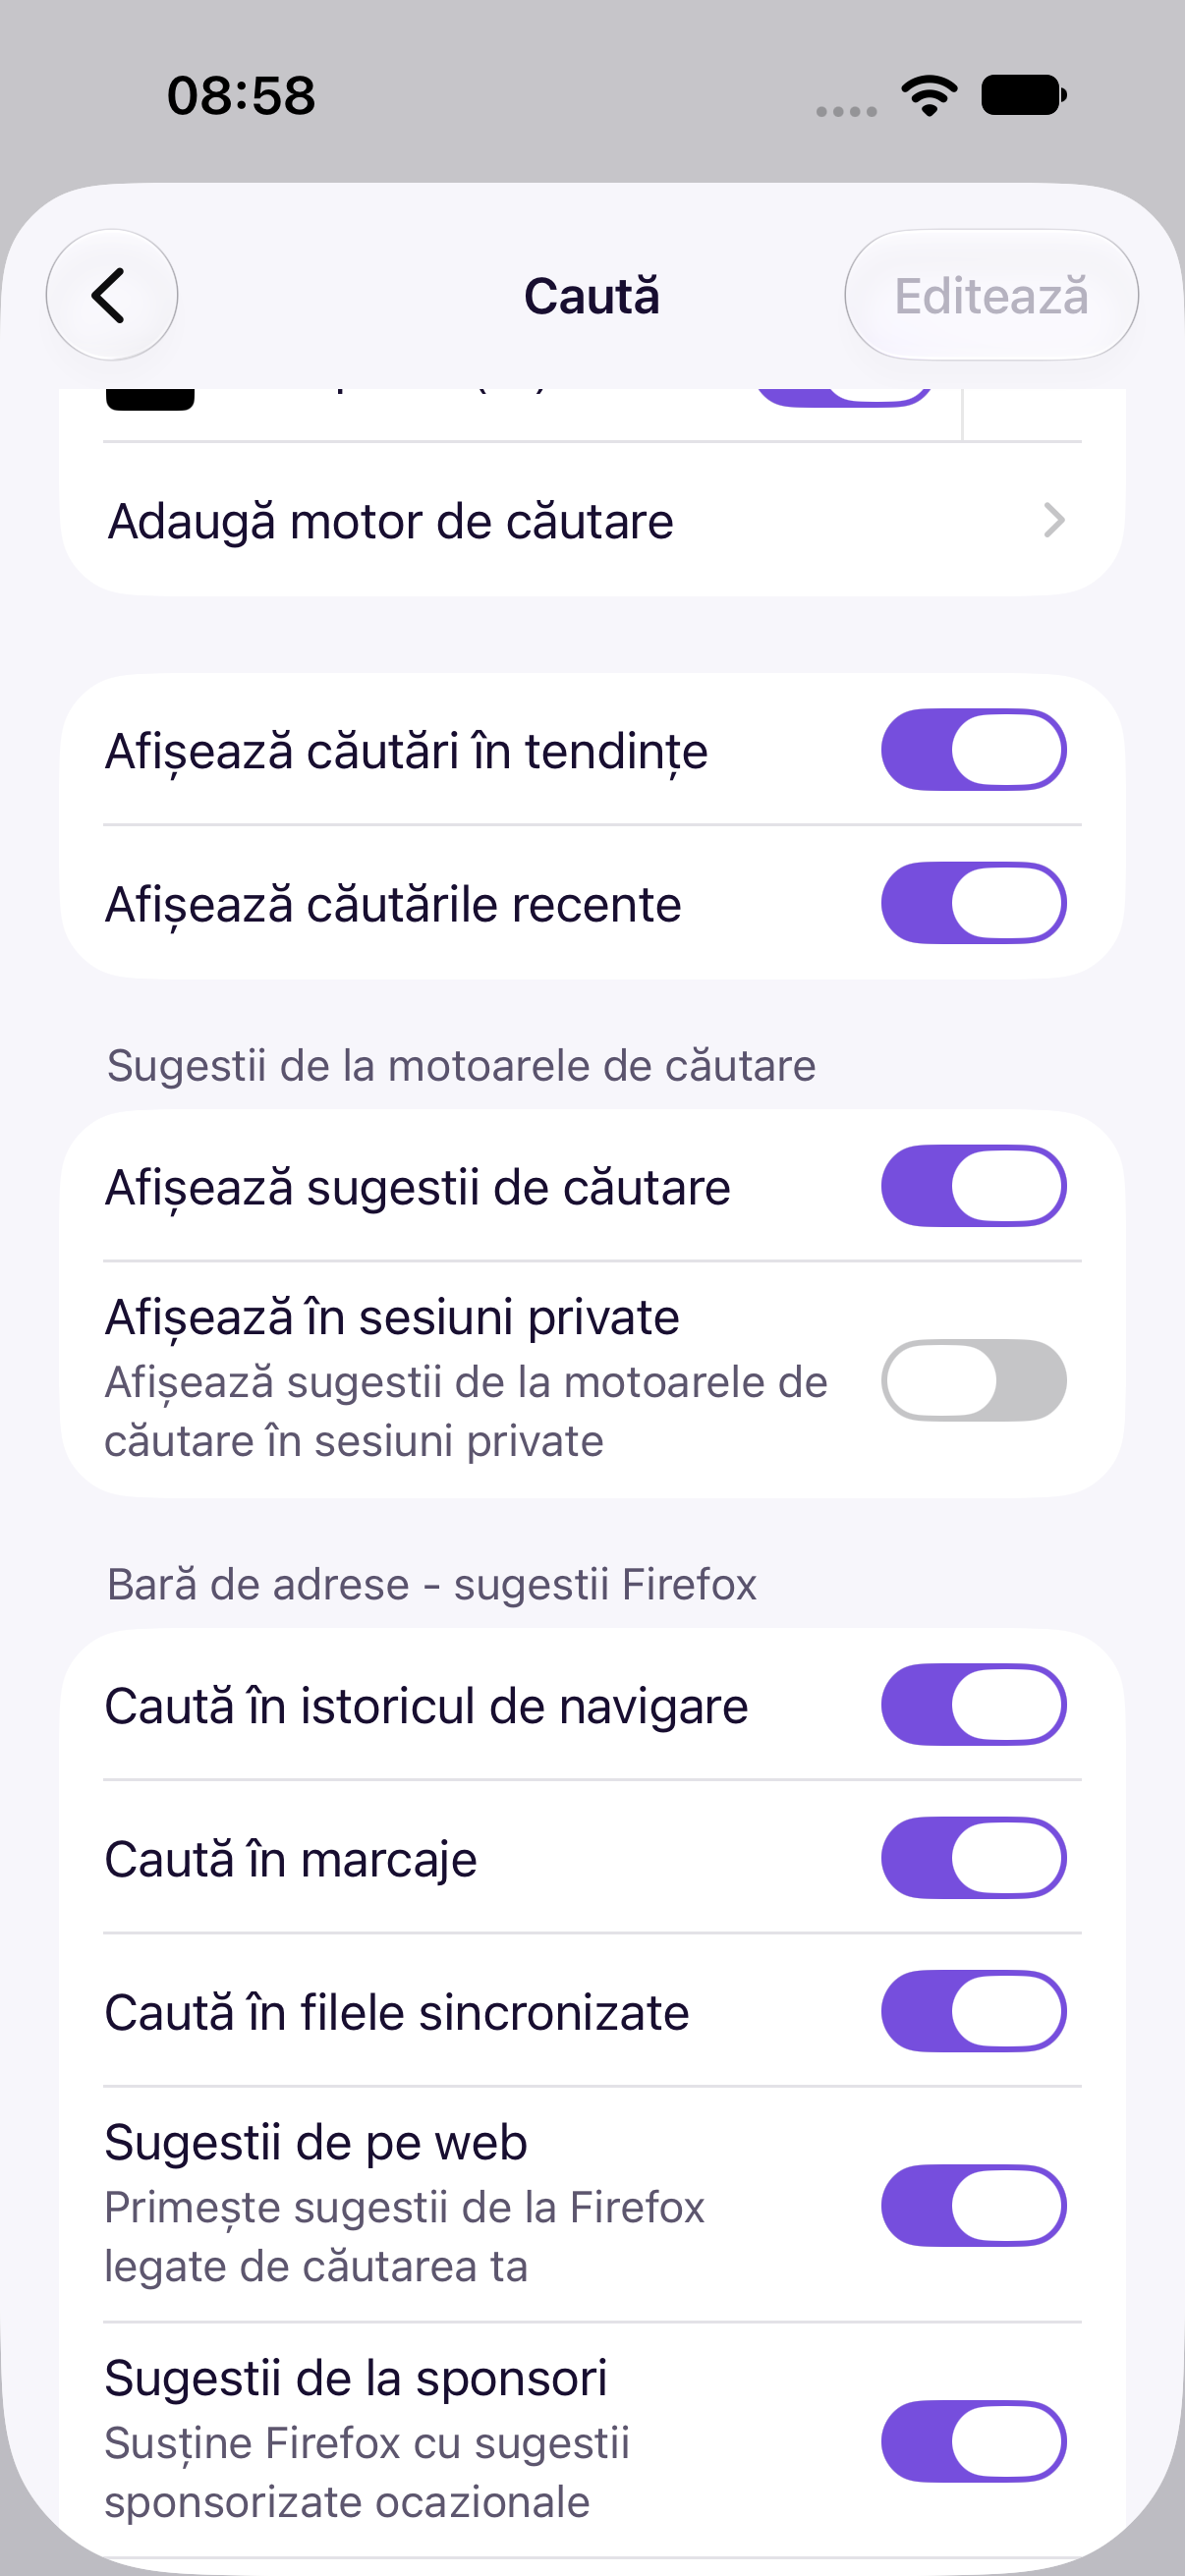 08:58
Caută
Editează
Adaugă motor de căutare
Afișează căutări în tendințe
Afișează căutările recente
Sugestii de la motoarele de căutare
Afișează sugestii de căutare
Afișează în sesiuni private
Afișează sugestii de la motoarele de
căutare în sesiuni private
Bară de adrese - sugestii Firefox
Caută în istoricul de navigare
Caută în marcaje
Caută în filele sincronizate
Sugestii de pe web
Primește sugestii de la Firefox
legate de căutarea ta
Sugestii de la sponsori
Susține Firefox cu sugestii
sponsorizate ocazionale